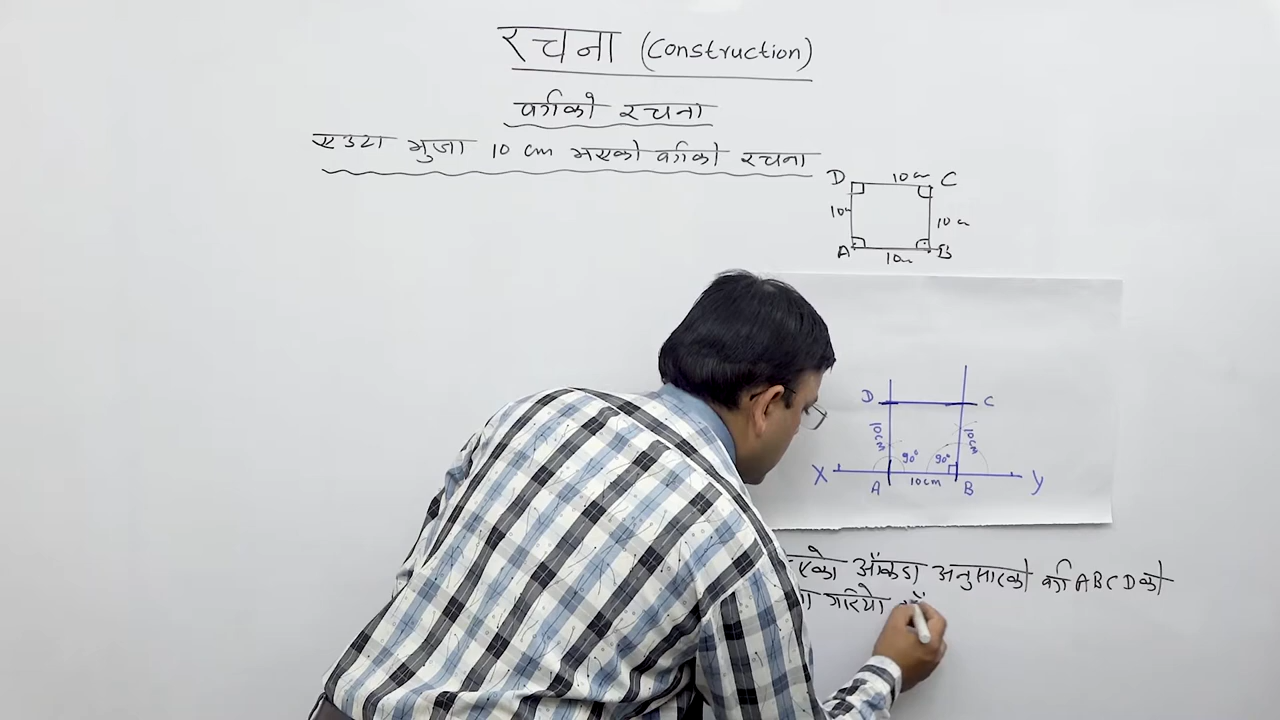 रचना (Construction)
वर्गको रचना
एउटा भुजा 10 cm भएको वर्गको रचना
D 10cm C
10cm 10cm
A 10cm B
D C
10cm 10cm
90° 90°
X A 10cm B Y
आँकडा अनुसारको वर्ग ABCD को
गरियो